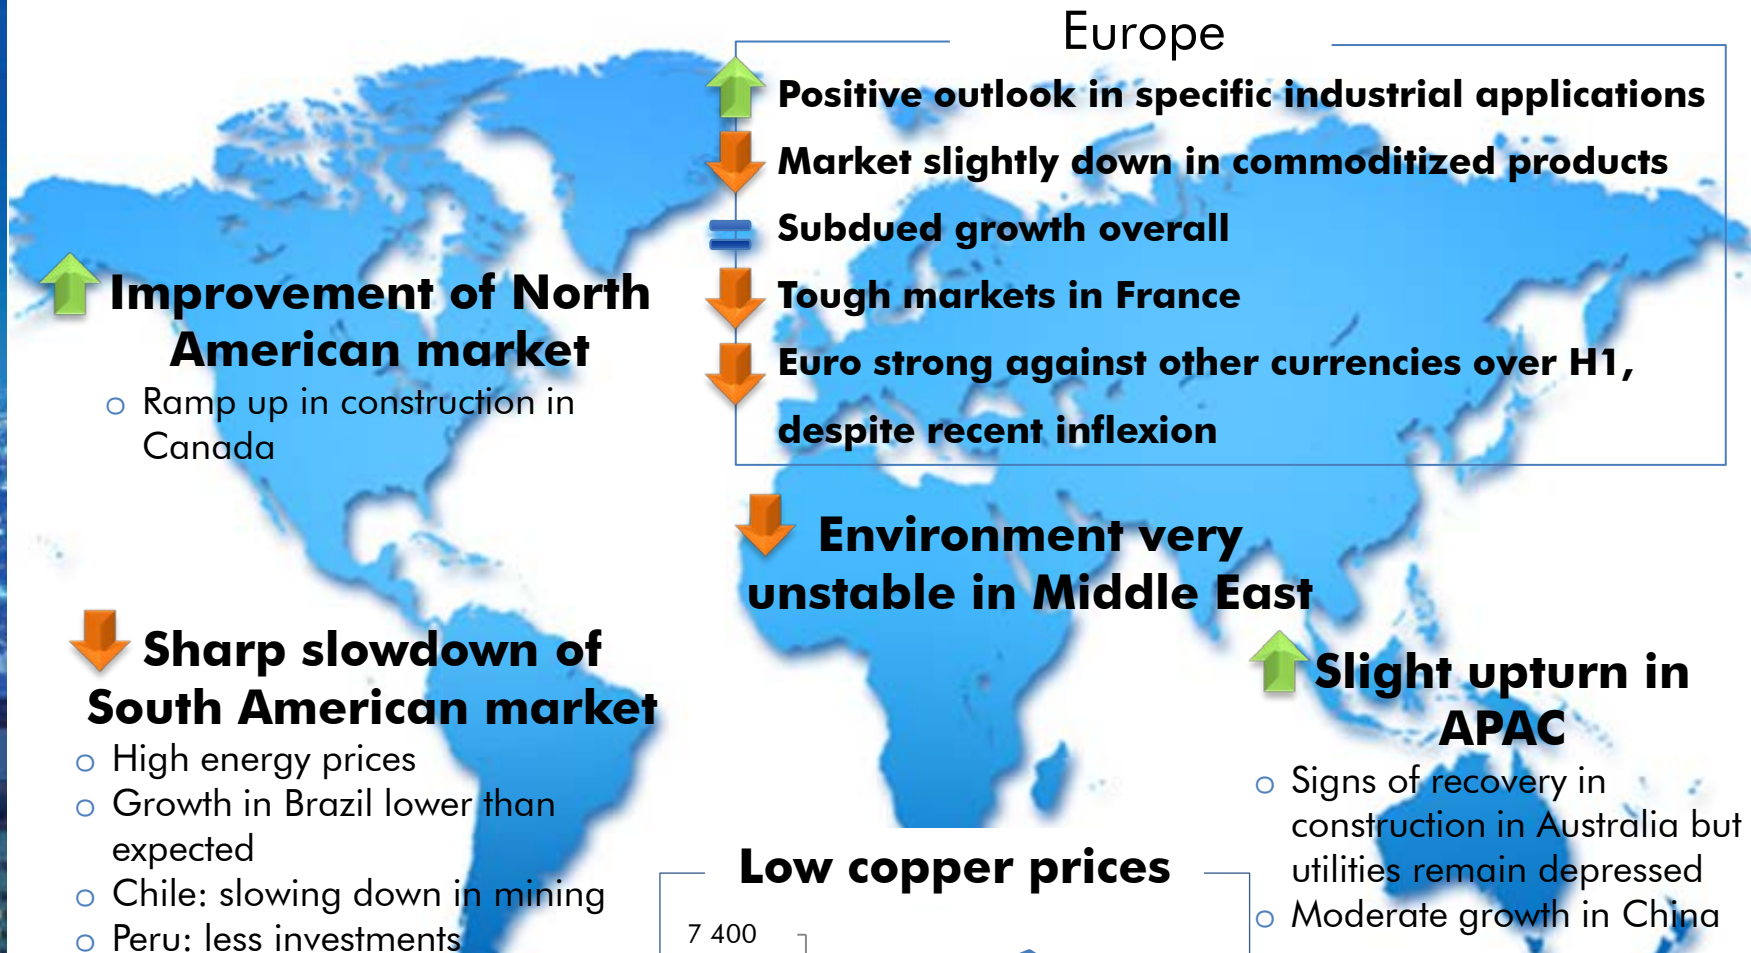 Europe
Positive outlook in specific industrial applications
Market slightly down in commoditized products
Subdued growth overall
Tough markets in France
Euro strong against other currencies over H1,
despite recent inflexion
Improvement of North
American market
Ramp up in construction in
Canada
Environment very
unstable in Middle East
Sharp slowdown of
South American market
High energy prices
Growth in Brazil lower than
expected
Chile: slowing down in mining
Peru: less investments
Slight upturn in
APAC
Signs of recovery in
construction in Australia but
utilities remain depressed
Moderate growth in China
Low copper prices
7 400